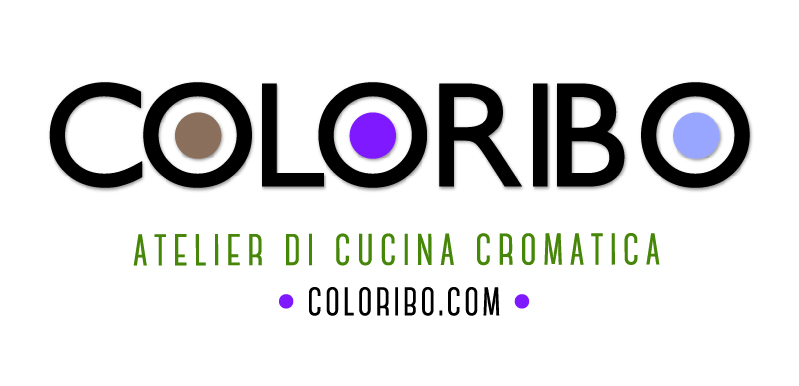 COLORIBO
ATELIER DI CUCINA CROMATICA
• COLORIBO.COM •